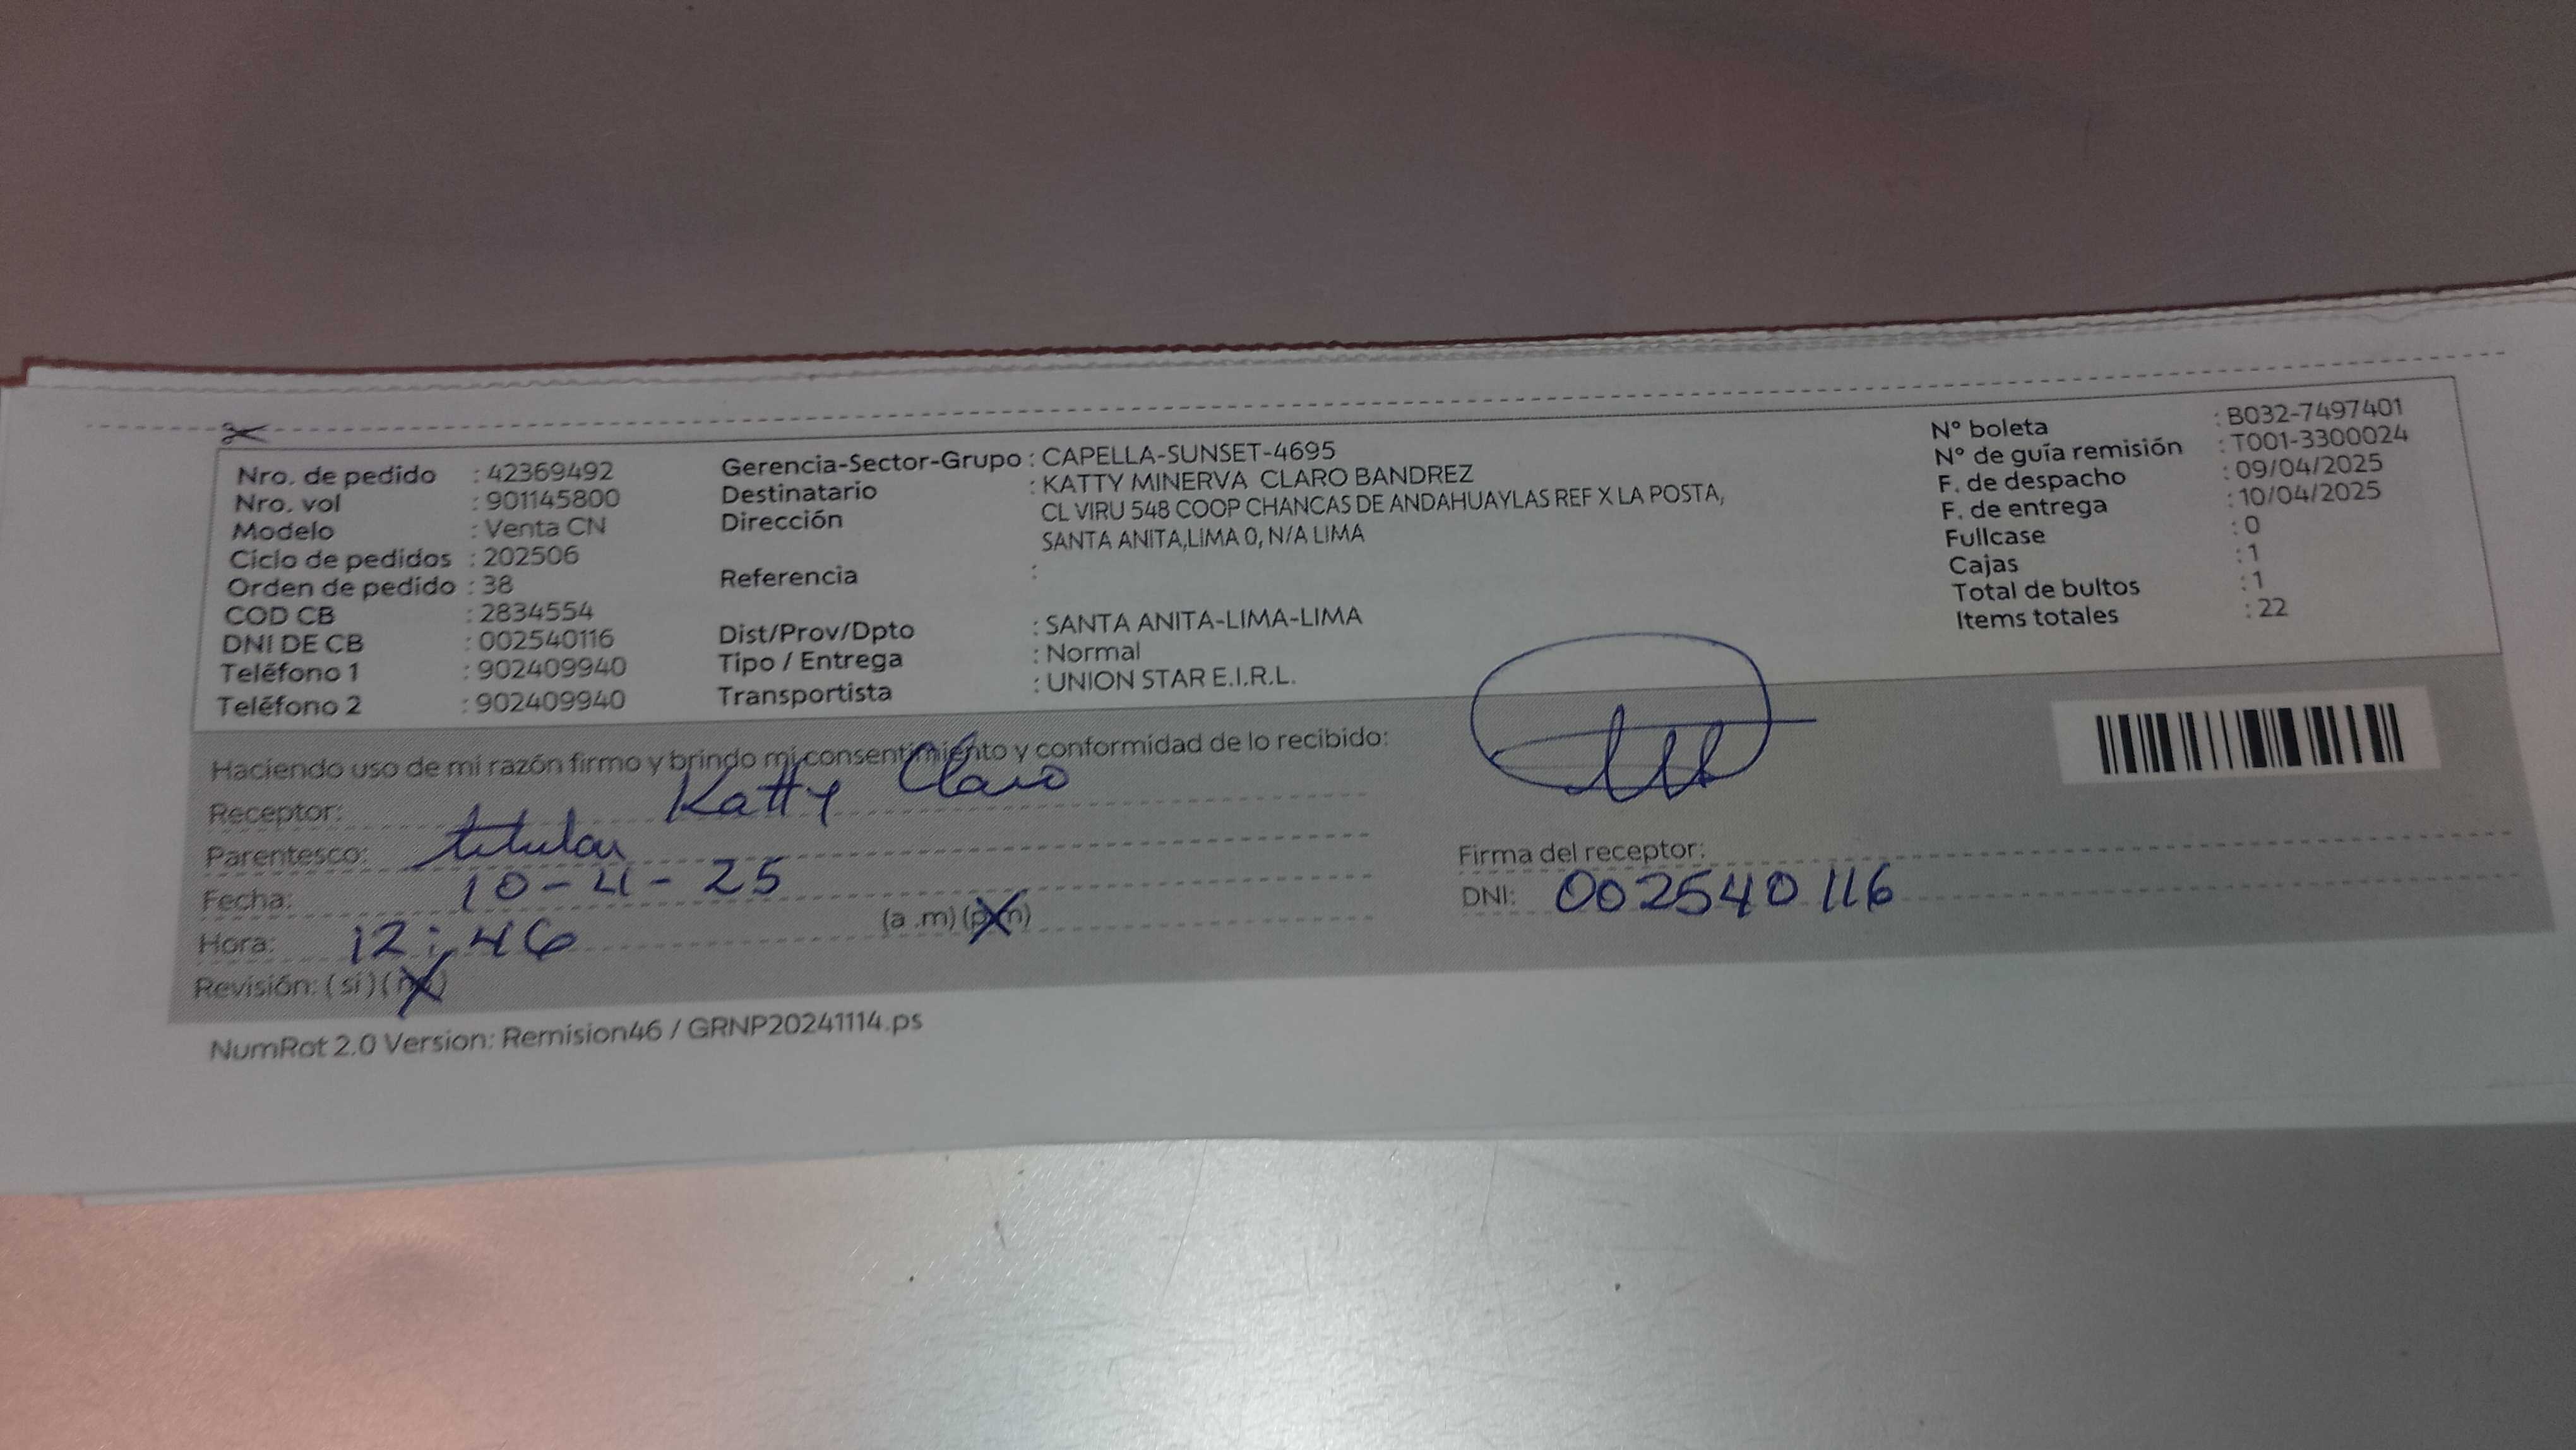 Nro. de pedido : 42369492
Nro. vol : 901145800
Modelo : Venta CN
Ciclo de pedidos : 202506
Orden de pedido : 38
COD CB : 2834554
DNI DE CB : 002540116
Teléfono 1 : 902409940
Teléfono 2 : 902409940
Gerencia-Sector-Grupo : CAPELLA-SUNSET-4695
Destinatario : KATTY MINERVA CLARO BANDREZ
Dirección CL VIRU 548 COOP CHANCAS DE ANDAHUAYLAS REF X LA POSTA,
SANTA ANITA,LIMA 0, N/A LIMA
Referencia :
Dist/Prov/Dpto : SANTA ANITA-LIMA-LIMA
Tipo / Entrega : Normal
Transportista : UNION STAR E.I.R.L.
N° boleta : B032-7497401
N° de guía remisión : T001-3300024
F. de despacho : 09/04/2025
F. de entrega : 10/04/2025
Fullcase : 0
Cajas : 1
Total de bultos : 1
Items totales : 22
Haciendo uso de mi razón firmo y brindo mi consentimiento y conformidad de lo recibido:
Receptor: Katty Claro
Parentesco: titular
Fecha: 10-4-25
Hora: 12:46 (a .m) (p.m)
Revisión: ( si ) ( no )
Firma del receptor:
DNI: 002540116
NumRot 2.0 Version: Remision46 / GRNP20241114.ps